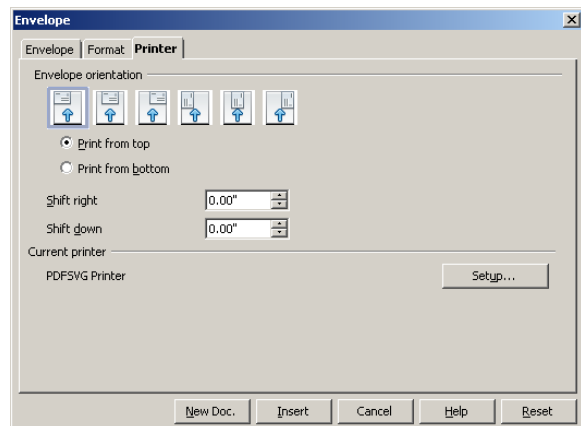 Envelope
Envelope Format Printer
Envelope orientation
Print from top
Print from bottom
Shift right 0.00"
Shift down 0.00"
Current printer
PDFSVG Printer Setup...
New Doc. Insert Cancel Help Reset